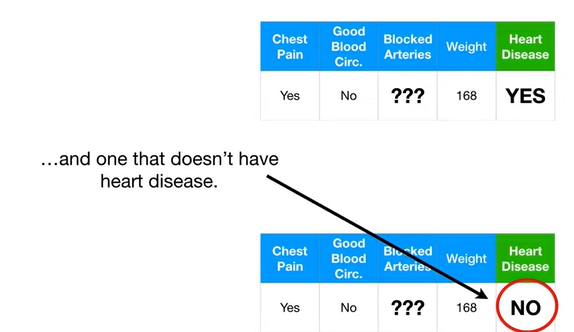 Chest Pain Good Blood Circ. Blocked Arteries Weight Heart Disease
Yes No ??? 168 YES
…and one that doesn't have
heart disease.
Chest Pain Good Blood Circ. Blocked Arteries Weight Heart Disease
Yes No ??? 168 NO